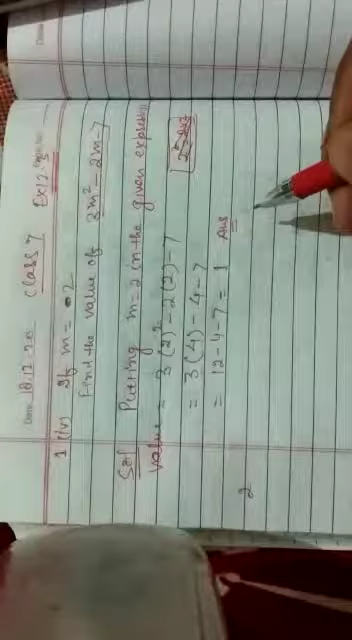 Date 18.12.20 Class 7 Ex 12.3
1 (iv) If m = 2
Find the value of 3m² - 2m - 7
Sol Putting m = 2 in the given expression
Value = 3(2)² - 2(2) - 7
= 3(4) - 4 - 7
= 12 - 4 - 7 = 1 Ans
2